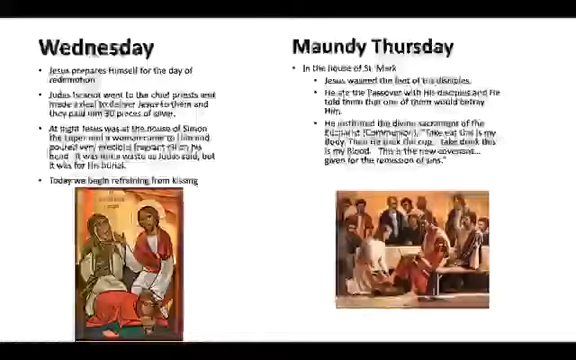 Wednesday
• Jesus prepares Himself for the day of
redemption
• Judas Iscariot went to the chief priests and
made a deal to deliver Jesus to them and
they paid him 30 pieces of silver.
• At night Jesus was at the house of Simon
the Leper and a woman came to Him and
poured very precious fragrant oil on his
head. It was not a waste as Judas said, but
it was for His burial.
• Today we begin refraining from kissing
Maundy Thursday
• In the house of St. Mark
• Jesus washed the feet of his disciples.
• He ate the Passover with His disciples and He
told them that one of them would betray
Him.
• He instituted the divine sacrament of the
Eucharist (Communion). "Take eat this is my
Body. Then He took the cup, take drink this
is my Blood. This is the new covenant...
given for the remission of sins."